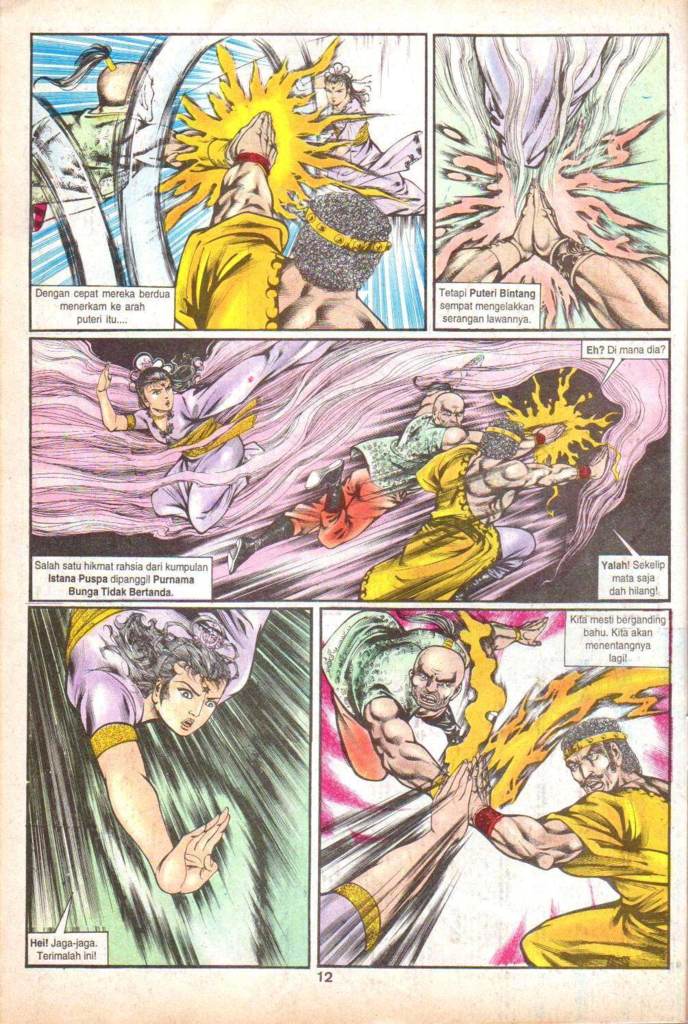 Dengan cepat mereka berdua
menerkam ke arah
puteri itu....
Tetapi Puteri Bintang
sempat mengelakkan
serangan lawannya.
Eh? Di mana dia?
Salah satu hikmat rahsia dari kumpulan
Istana Puspa dipanggil Purnama
Bunga Tidak Bertanda.
Yalah! Sekelip
mata saja
dah hilang!
Hei! Jaga-jaga.
Terimalah ini!
Kita mesti berganding
bahu. Kita akan
menentangnya
lagi!
12